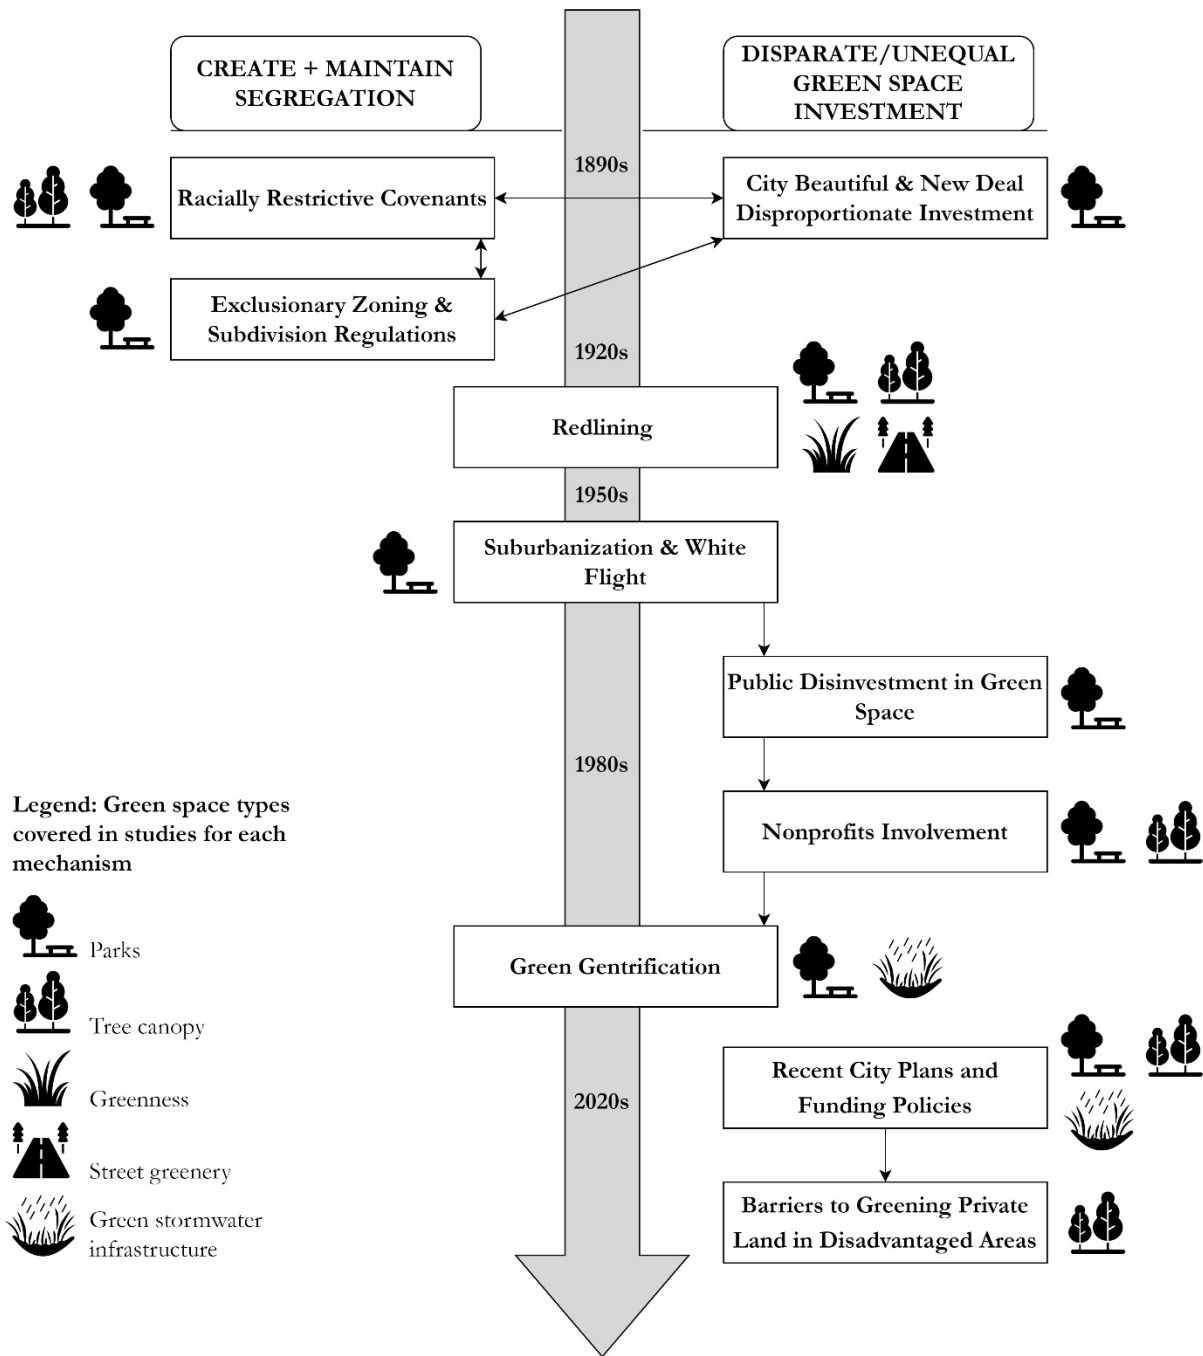 CREATE + MAINTAIN
SEGREGATION
DISPARATE/UNEQUAL
GREEN SPACE
INVESTMENT
1890s
Racially Restrictive Covenants
City Beautiful & New Deal
Disproportionate Investment
Exclusionary Zoning &
Subdivision Regulations
1920s
Redlining
1950s
Suburbanization & White
Flight
Public Disinvestment in Green
Space
1980s
Nonprofits Involvement
Green Gentrification
Recent City Plans and
Funding Policies
2020s
Barriers to Greening Private
Land in Disadvantaged Areas
Legend: Green space types
covered in studies for each
mechanism
Parks
Tree canopy
Greenness
Street greenery
Green stormwater
infrastructure